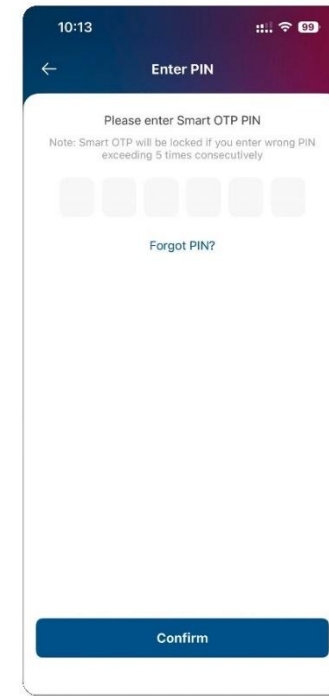 10:13
99
Enter PIN
Please enter Smart OTP PIN
Note: Smart OTP will be locked if you enter wrong PIN
exceeding 5 times consecutively
Forgot PIN?
Confirm